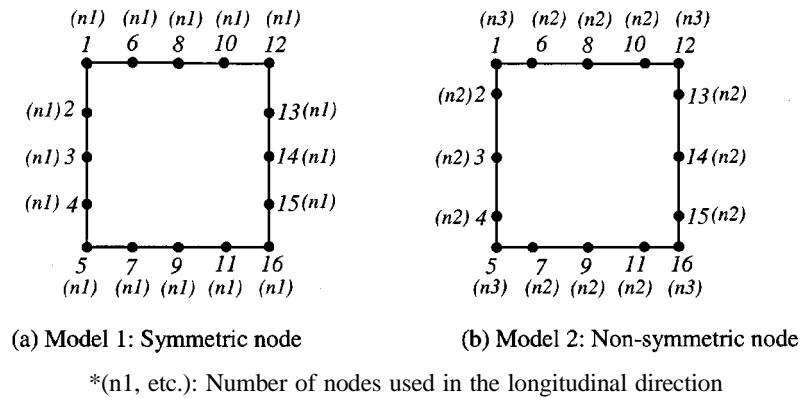 (n1) (n1) (n1) (n1) (n1) (n3) (n2) (n2) (n2) (n3)
1 6 8 10 12 1 6 8 10 12
(n1) 2 13 (n1) (n2) 2 13 (n2)
(n1) 3 14 (n1) (n2) 3 14 (n2)
(n1) 4 15 (n1) (n2) 4 15 (n2)
5 7 9 11 16 5 7 9 11 16
(n1) (n1) (n1) (n1) (n1) (n3) (n2) (n2) (n2) (n3)
(a) Model 1: Symmetric node (b) Model 2: Non-symmetric node
*(n1, etc.): Number of nodes used in the longitudinal direction